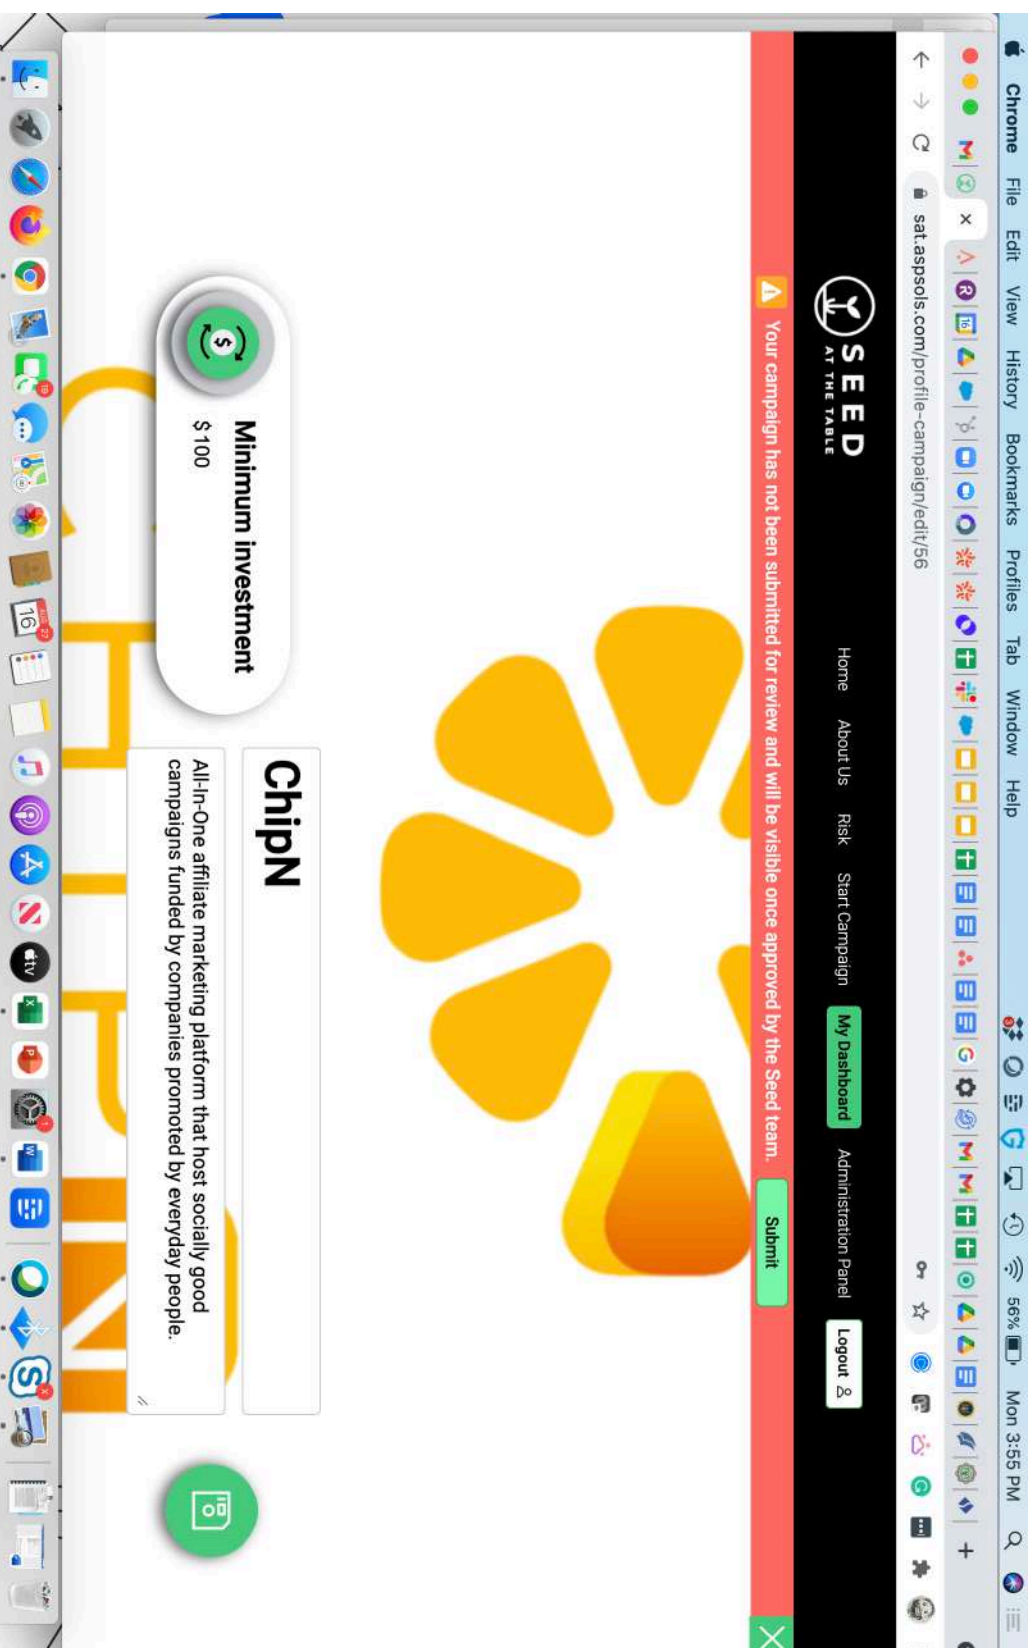 Chrome File Edit View History Bookmarks Profiles Tab Window Help 56% Mon 3:55 PM
sat.aspsols.com/profile-campaign/edit/56
SEED
AT THE TABLE
Home About Us Risk Start Campaign My Dashboard Administration Panel Logout
Your campaign has not been submitted for review and will be visible once approved by the Seed team. Submit
ChipN
Minimum investment
$100
All-In-One affiliate marketing platform that host socially good
campaigns funded by companies promoted by everyday people.
CHIPIN